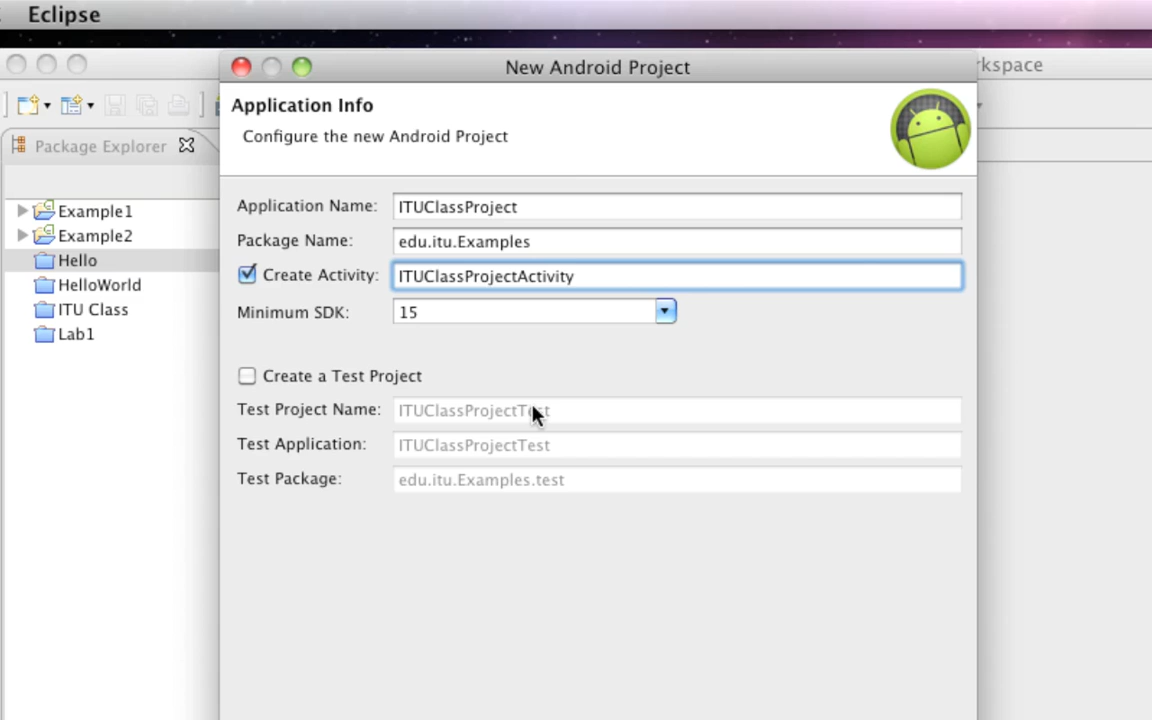 Eclipse
New Android Project
rkspace
Application Info
Configure the new Android Project
Package Explorer
Example1
Example2
Hello
HelloWorld
ITU Class
Lab1
Application Name: ITUClassProject
Package Name: edu.itu.Examples
Create Activity: ITUClassProjectActivity
Minimum SDK: 15
Create a Test Project
Test Project Name: ITUClassProjectTest
Test Application: ITUClassProjectTest
Test Package: edu.itu.Examples.test